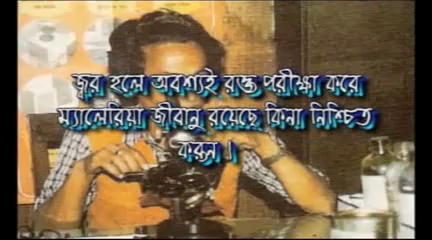 জ্বর হলে অবশ্যই রক্ত পরীক্ষা করে
ম্যালেরিয়া জীবানু রয়েছে কিনা নিশ্চিত
করুন ।